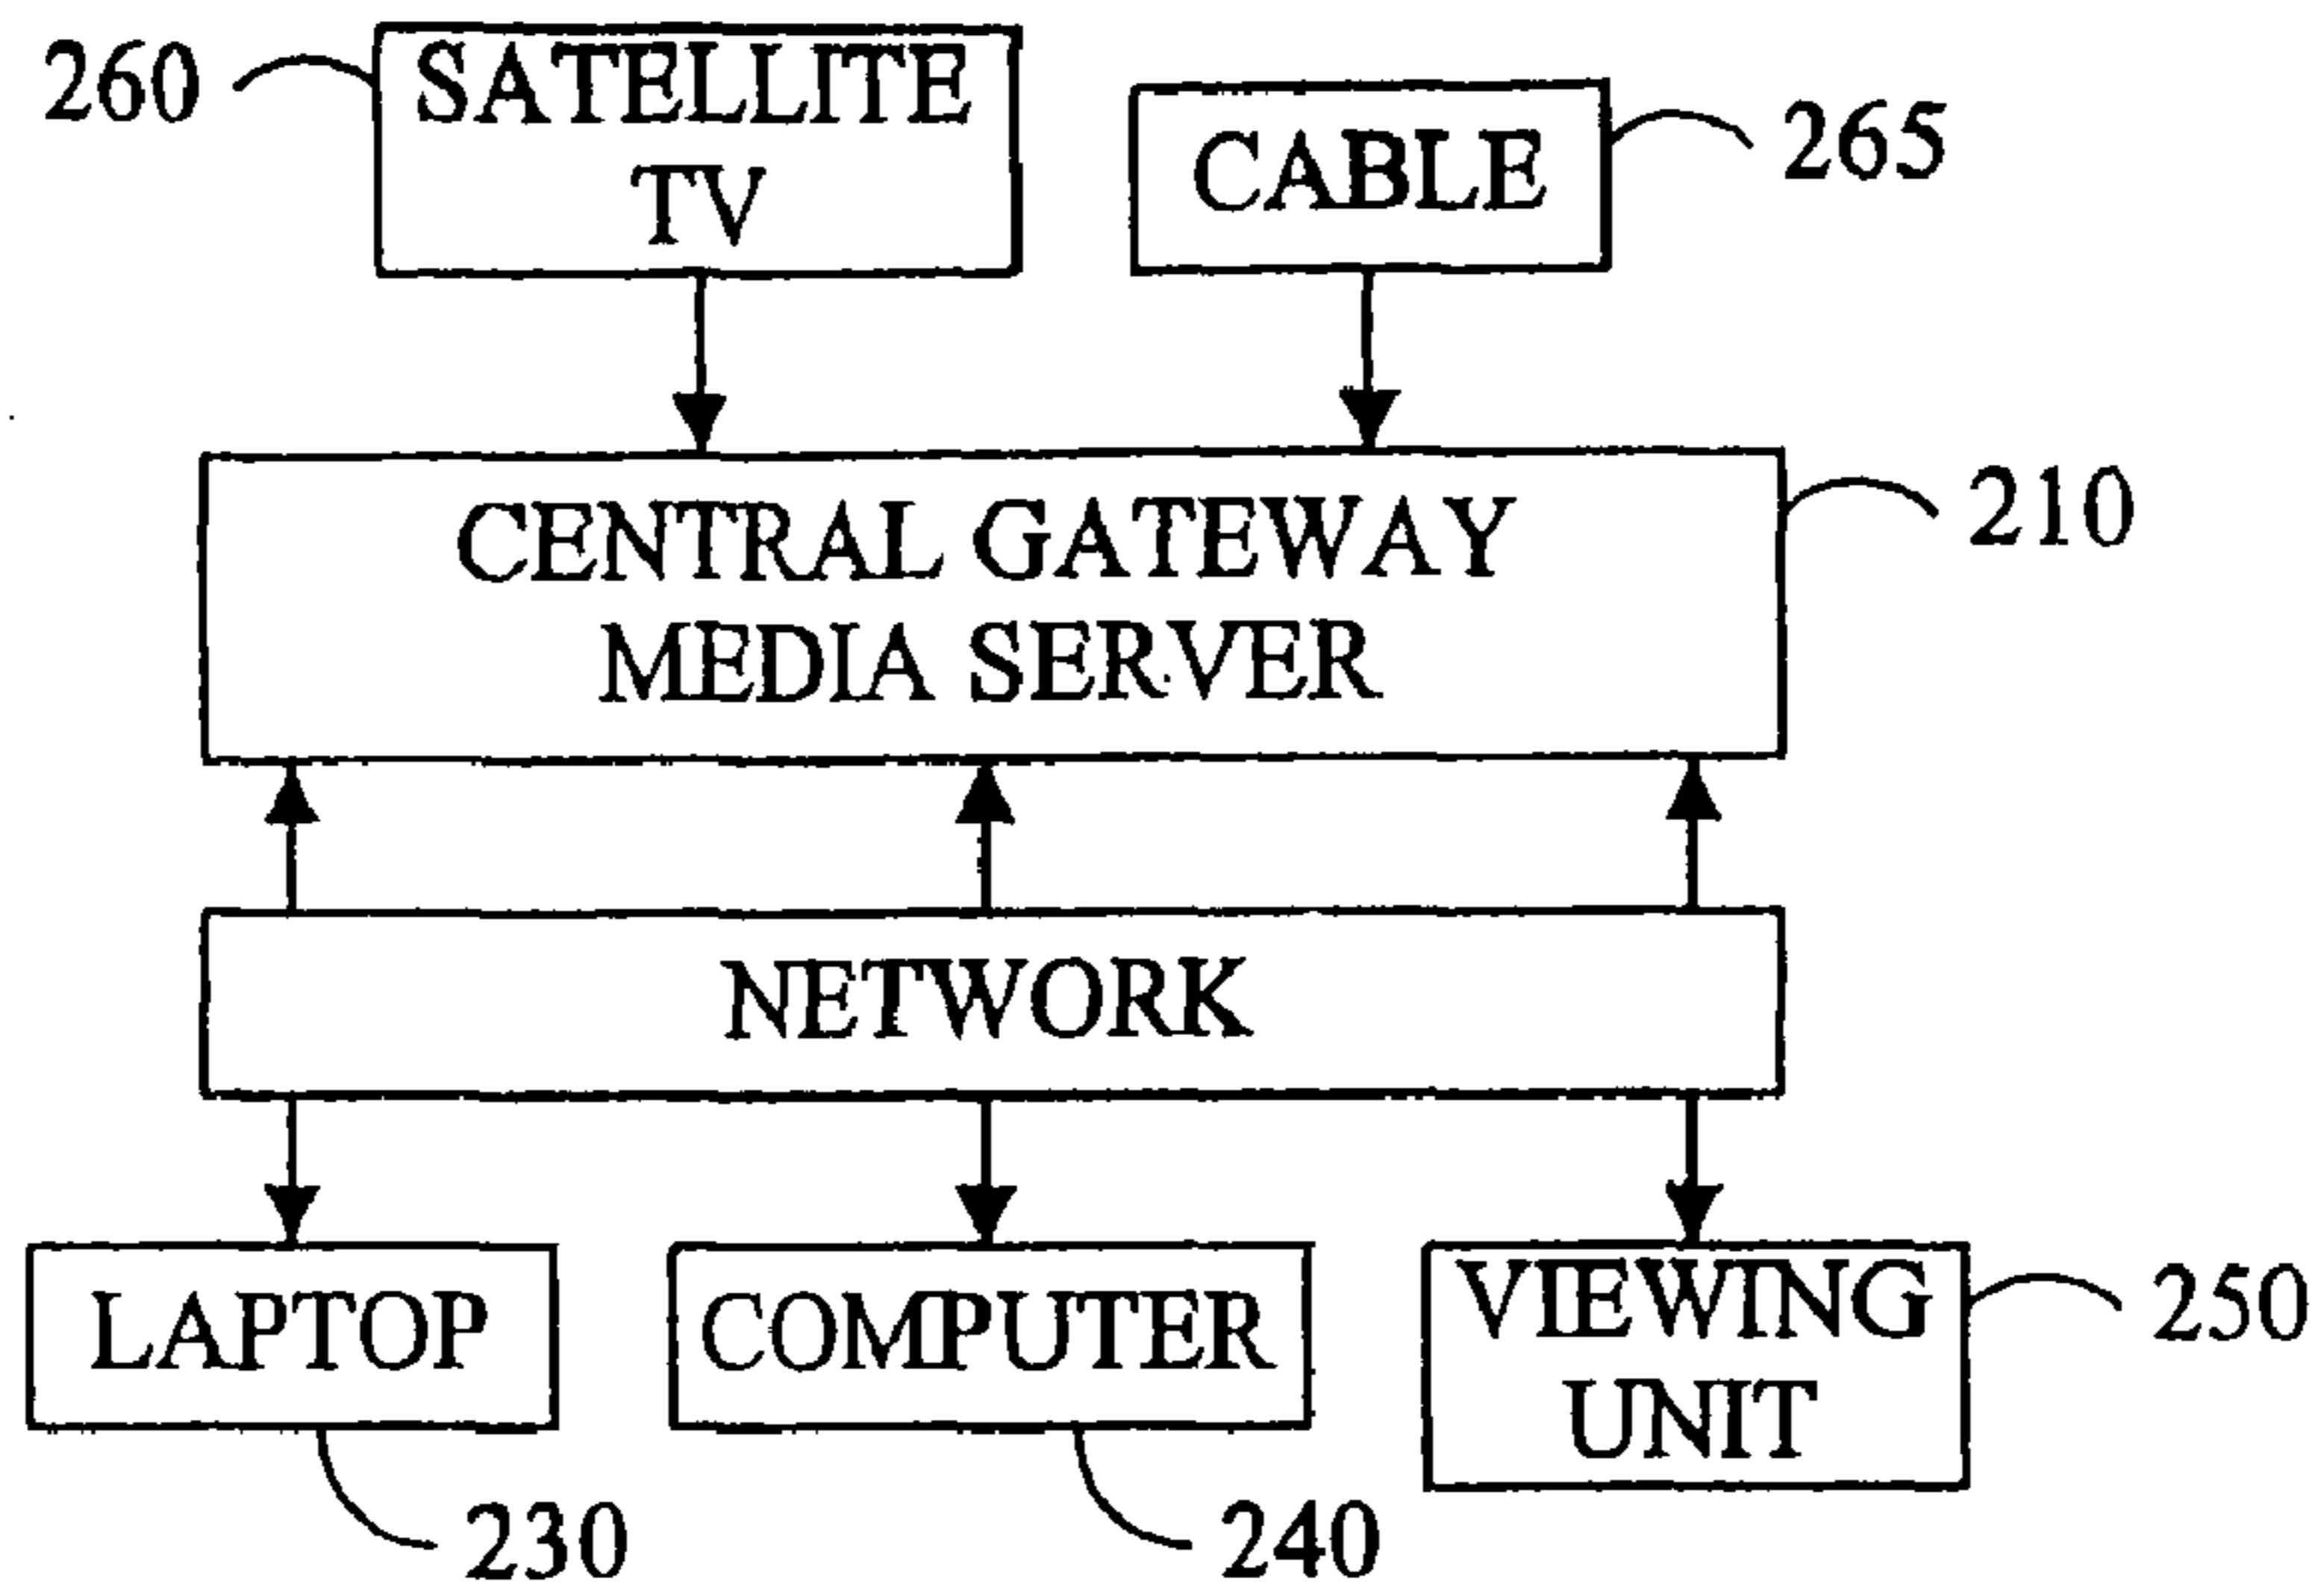 260
SATELLITE
TV
CABLE
265
CENTRAL GATEWAY
MEDIA SERVER
210
NETWORK
LAPTOP
COMPUTER
VIEWING
UNIT
250
230
240